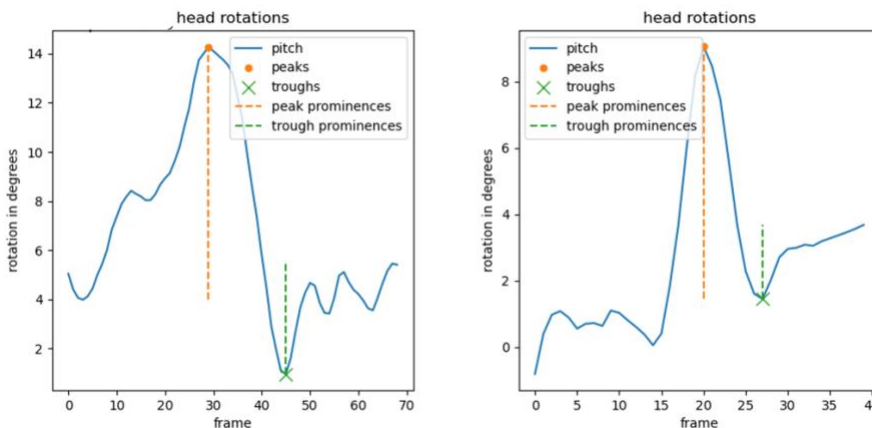 head rotations
pitch
peaks
troughs
peak prominences
trough prominences
14
12
10
8
6
4
2
rotation in degrees
0 10 20 30 40 50 60 70
frame
head rotations
pitch
peaks
troughs
peak prominences
trough prominences
8
6
4
2
0
rotation in degrees
0 5 10 15 20 25 30 35
frame